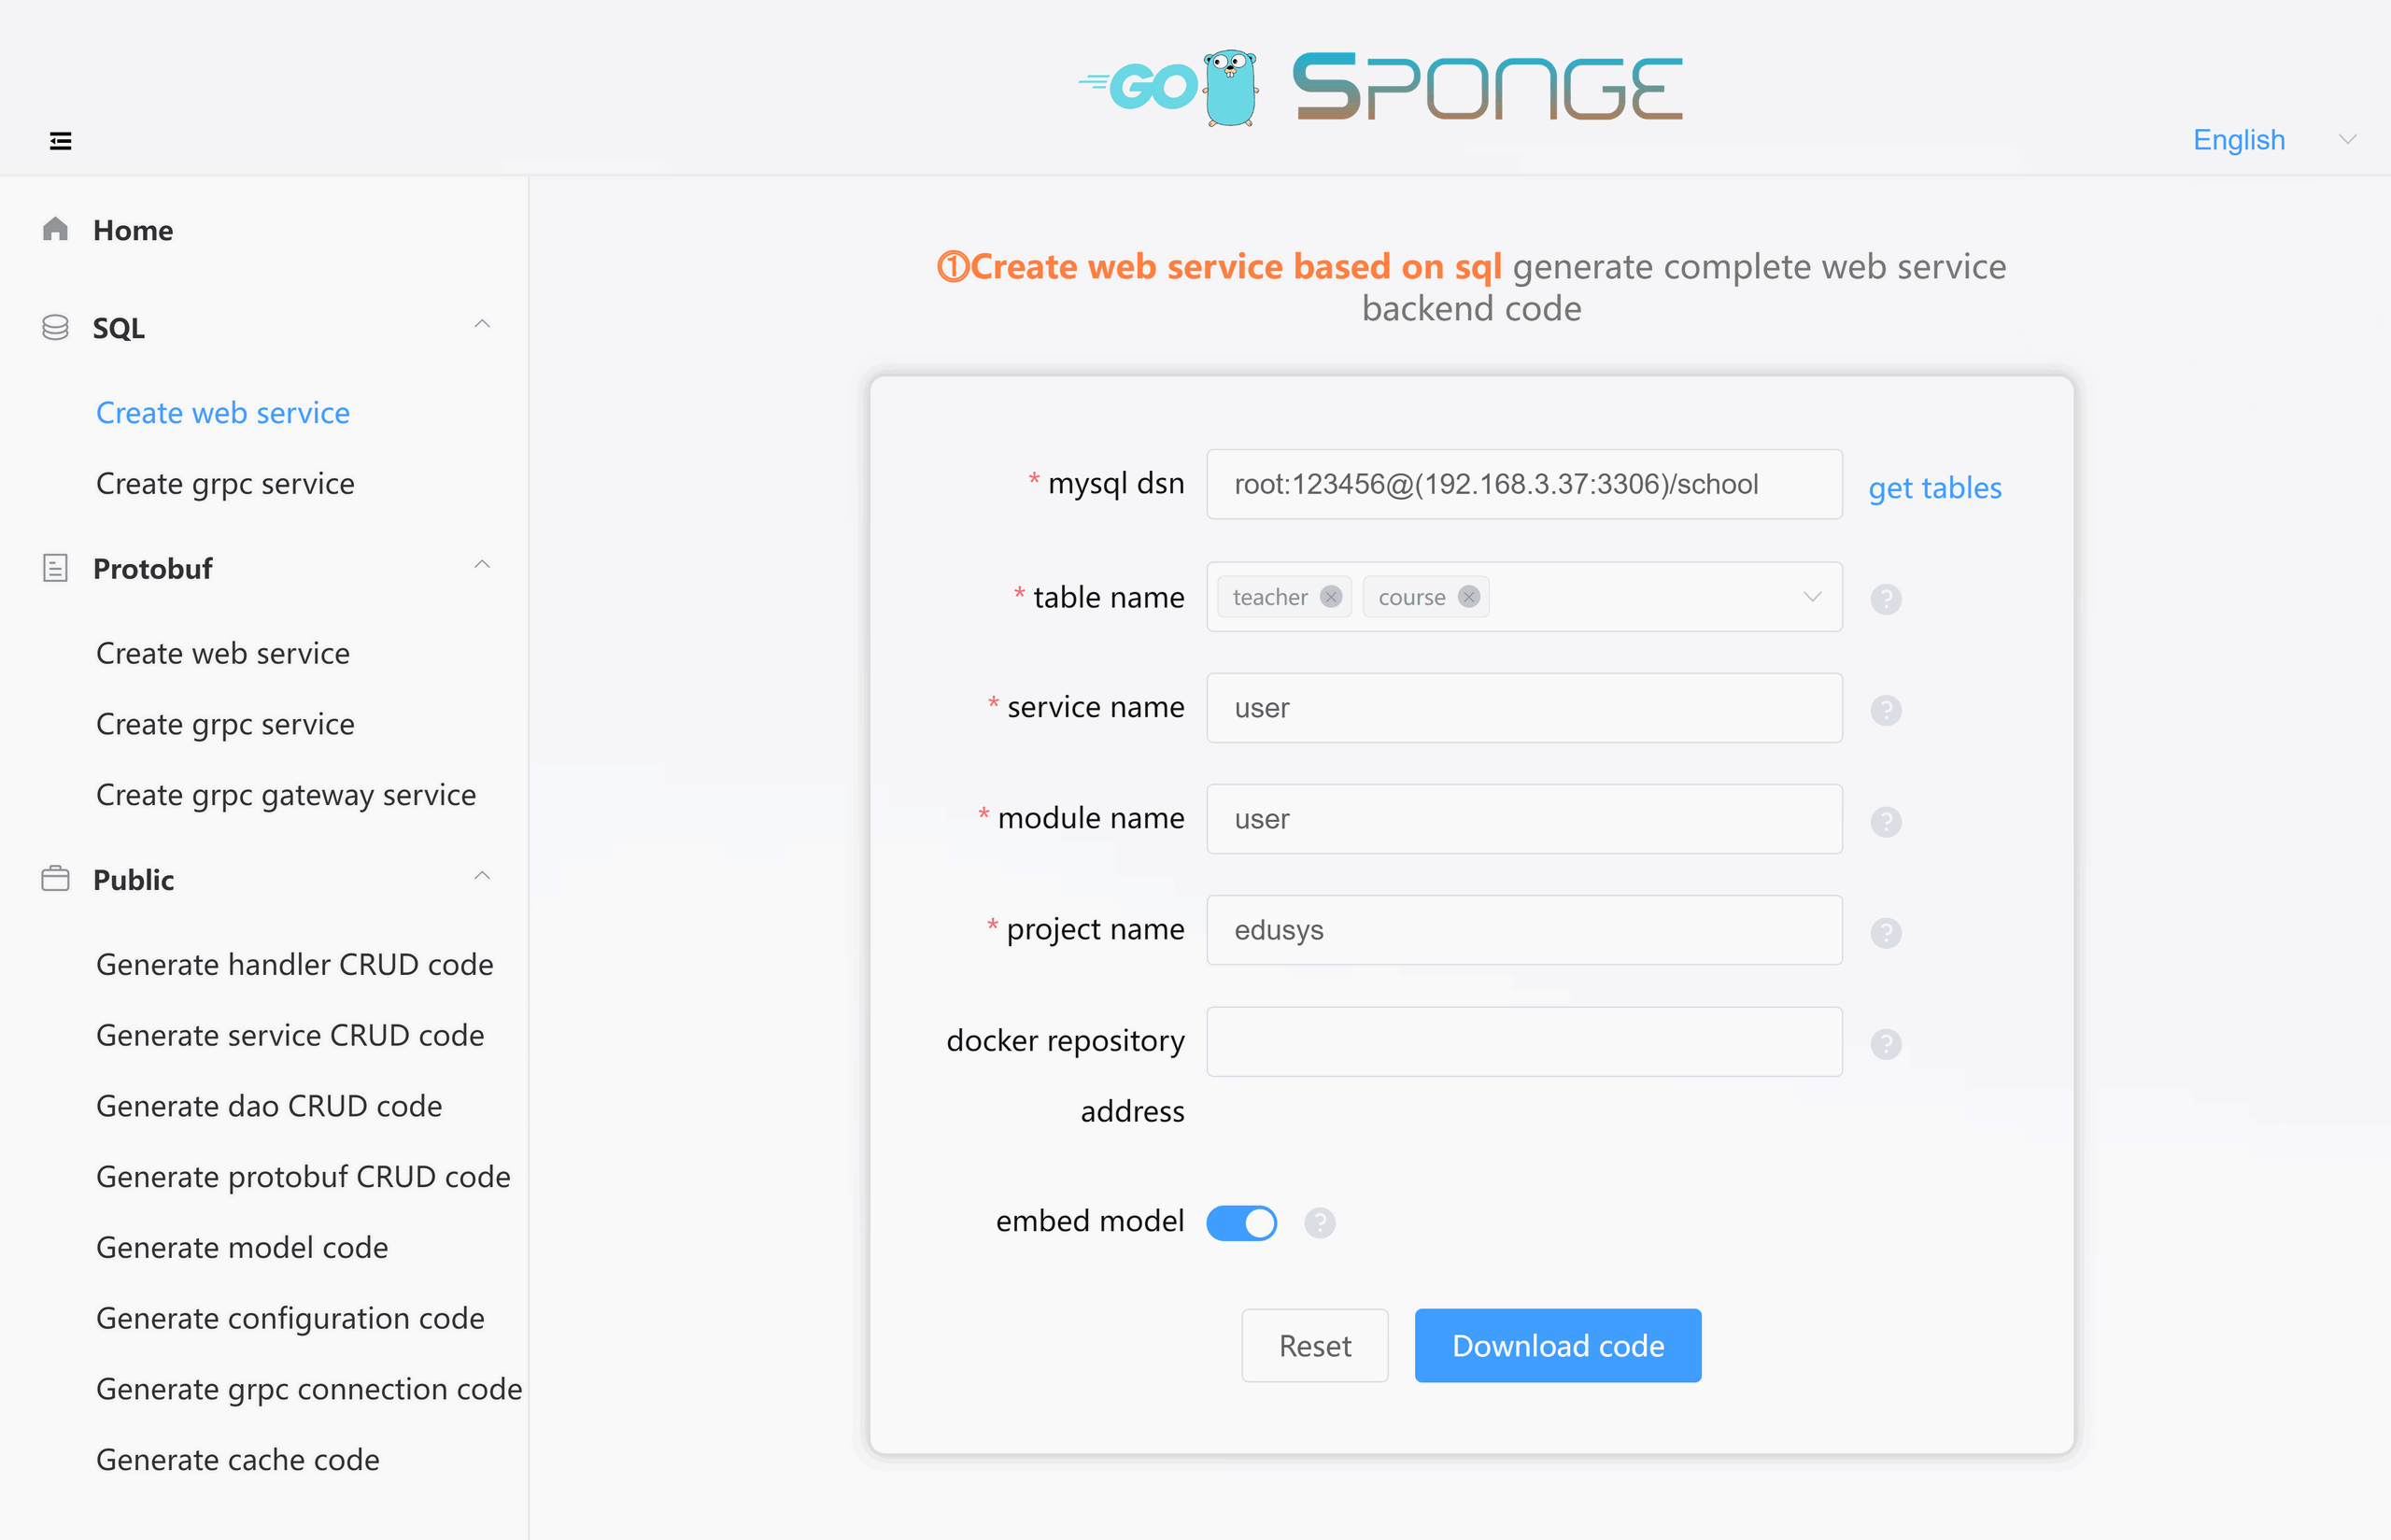 GO SPONGE
English
Home
SQL
Create web service
Create grpc service
Protobuf
Create web service
Create grpc service
Create grpc gateway service
Public
Generate handler CRUD code
Generate service CRUD code
Generate dao CRUD code
Generate protobuf CRUD code
Generate model code
Generate configuration code
Generate grpc connection code
Generate cache code
①Create web service based on sql generate complete web service
backend code
* mysql dsn root:123456@(192.168.3.37:3306)/school get tables
* table name teacher course ?
* service name user ?
* module name user ?
* project name edusys ?
docker repository ?
address
embed model ?
Reset Download code